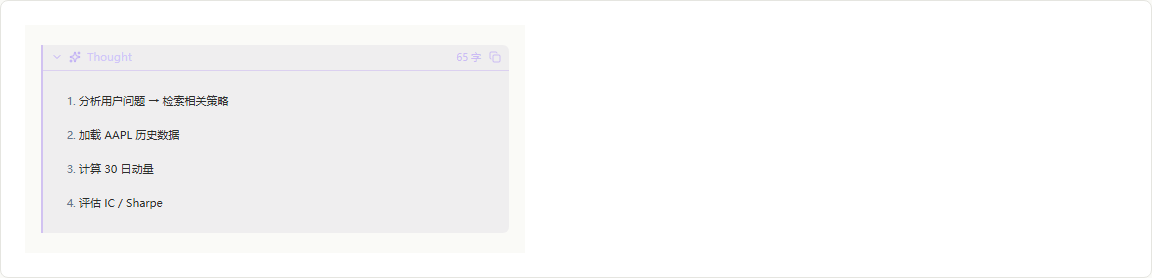 Thought 65 字
1. 分析用户问题 → 检索相关策略
2. 加载 AAPL 历史数据
3. 计算 30 日动量
4. 评估 IC / Sharpe